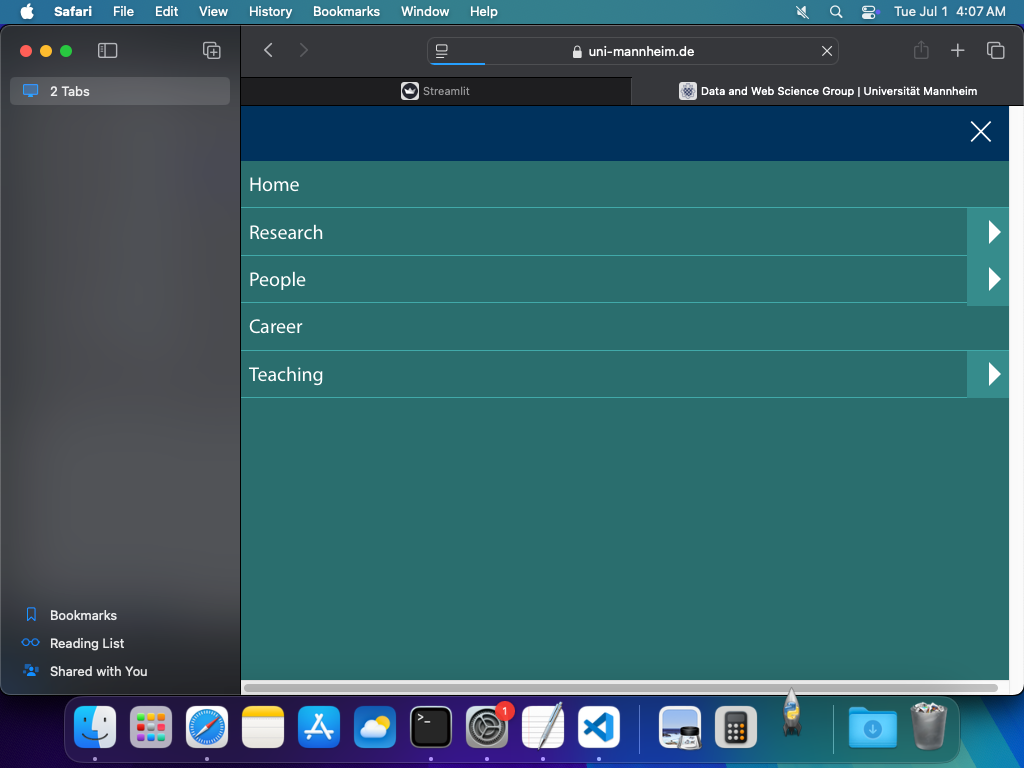 Safari File Edit View History Bookmarks Window Help Tue Jul 1 4:07 AM
uni-mannheim.de
2 Tabs
Streamlit
Data and Web Science Group | Universität Mannheim
Home
Research
People
Career
Teaching
Bookmarks
Reading List
Shared with You
1
>_